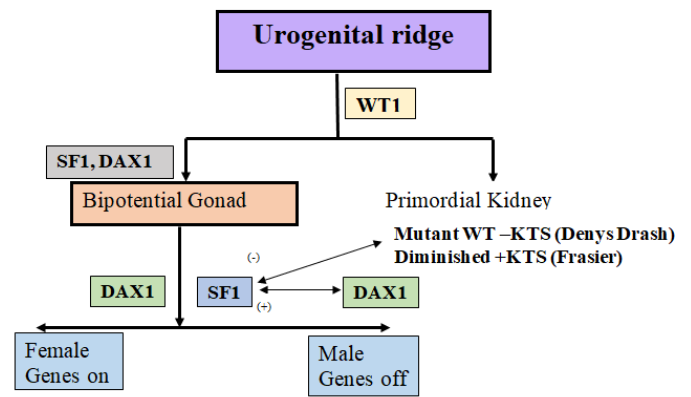 Urogenital ridge
WT1
SF1, DAX1
Bipotential Gonad
Primordial Kidney
Mutant WT –KTS (Denys Drash)
Diminished +KTS (Frasier)
(-)
DAX1
SF1
DAX1
(+)
Female
Genes on
Male
Genes off